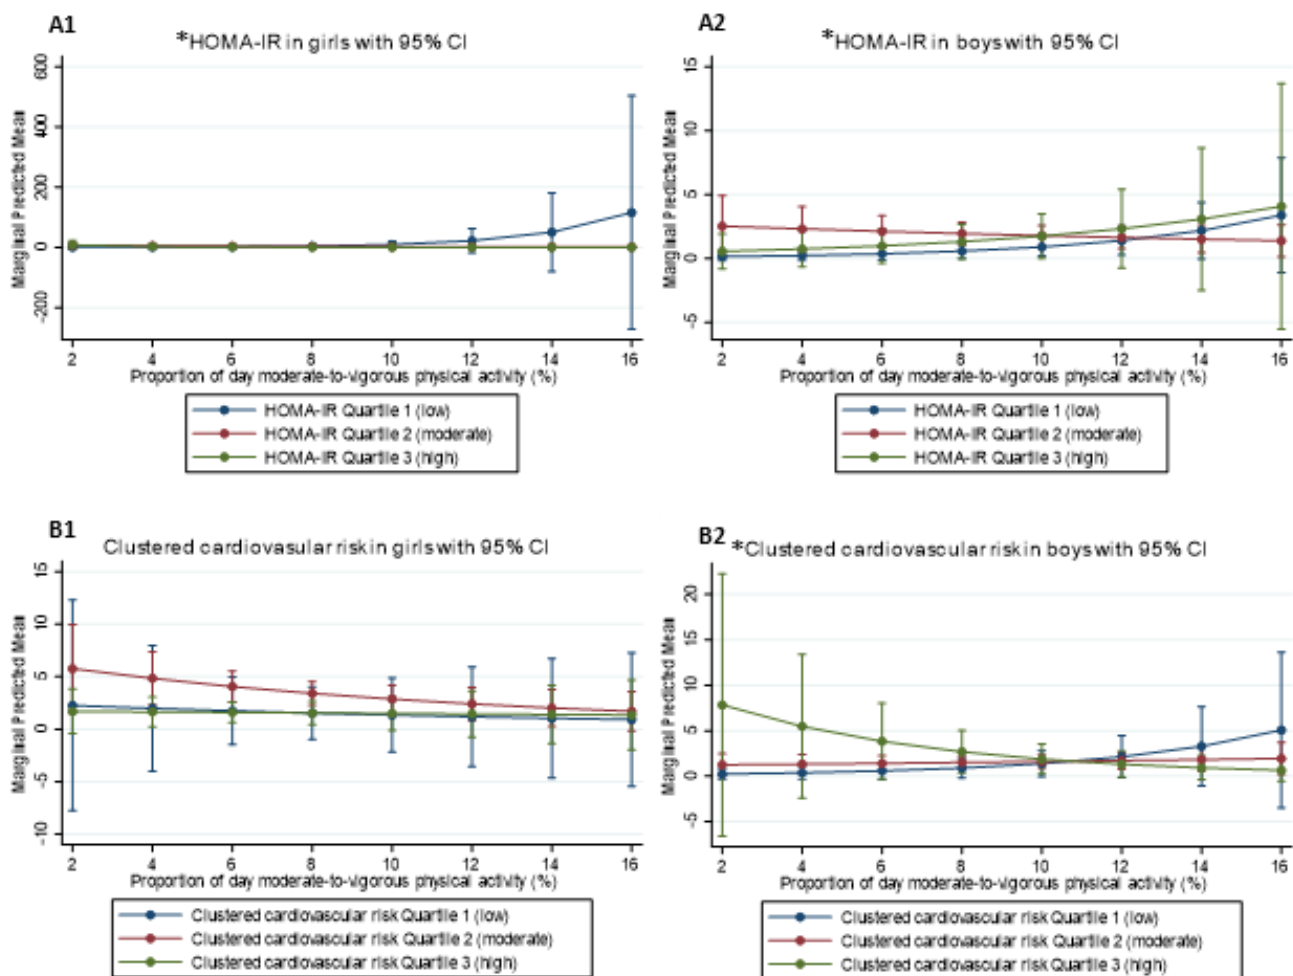 A1
*HOMA-IR in girls with 95% CI
Marginal Predicted Mean
600
400
200
0
-200
2 4 6 8 10 12 14 16
Proportion of day moderate-to-vigorous physical activity (%)
HOMA-IR Quartile 1 (low)
HOMA-IR Quartile 2 (moderate)
HOMA-IR Quartile 3 (high)
A2
*HOMA-IR in boys with 95% CI
Marginal Predicted Mean
15
10
5
0
-5
2 4 6 8 10 12 14 16
Proportion of day moderate-to-vigorous physical activity (%)
HOMA-IR Quartile 1 (low)
HOMA-IR Quartile 2 (moderate)
HOMA-IR Quartile 3 (high)
B1
Clustered cardiovasular risk in girls with 95% CI
Marginal Predicted Mean
15
10
5
0
-5
-10
2 4 6 8 10 12 14 16
Proportion of day moderate-to-vigorous physical activity (%)
Clustered cardiovascular risk Quartile 1 (low)
Clustered cardiovascular risk Quartile 2 (moderate)
Clustered cardiovascular risk Quartile 3 (high)
B2
*Clustered cardiovascular risk in boys with 95% CI
Marginal Predicted Mean
20
15
10
5
0
-5
2 4 6 8 10 12 14 16
Proportion of day moderate-to-vigorous physical activity (%)
Clustered cardiovascular risk Quartile 1 (low)
Clustered cardiovascular risk Quartile 2 (moderate)
Clustered cardiovascular risk Quartile 3 (high)